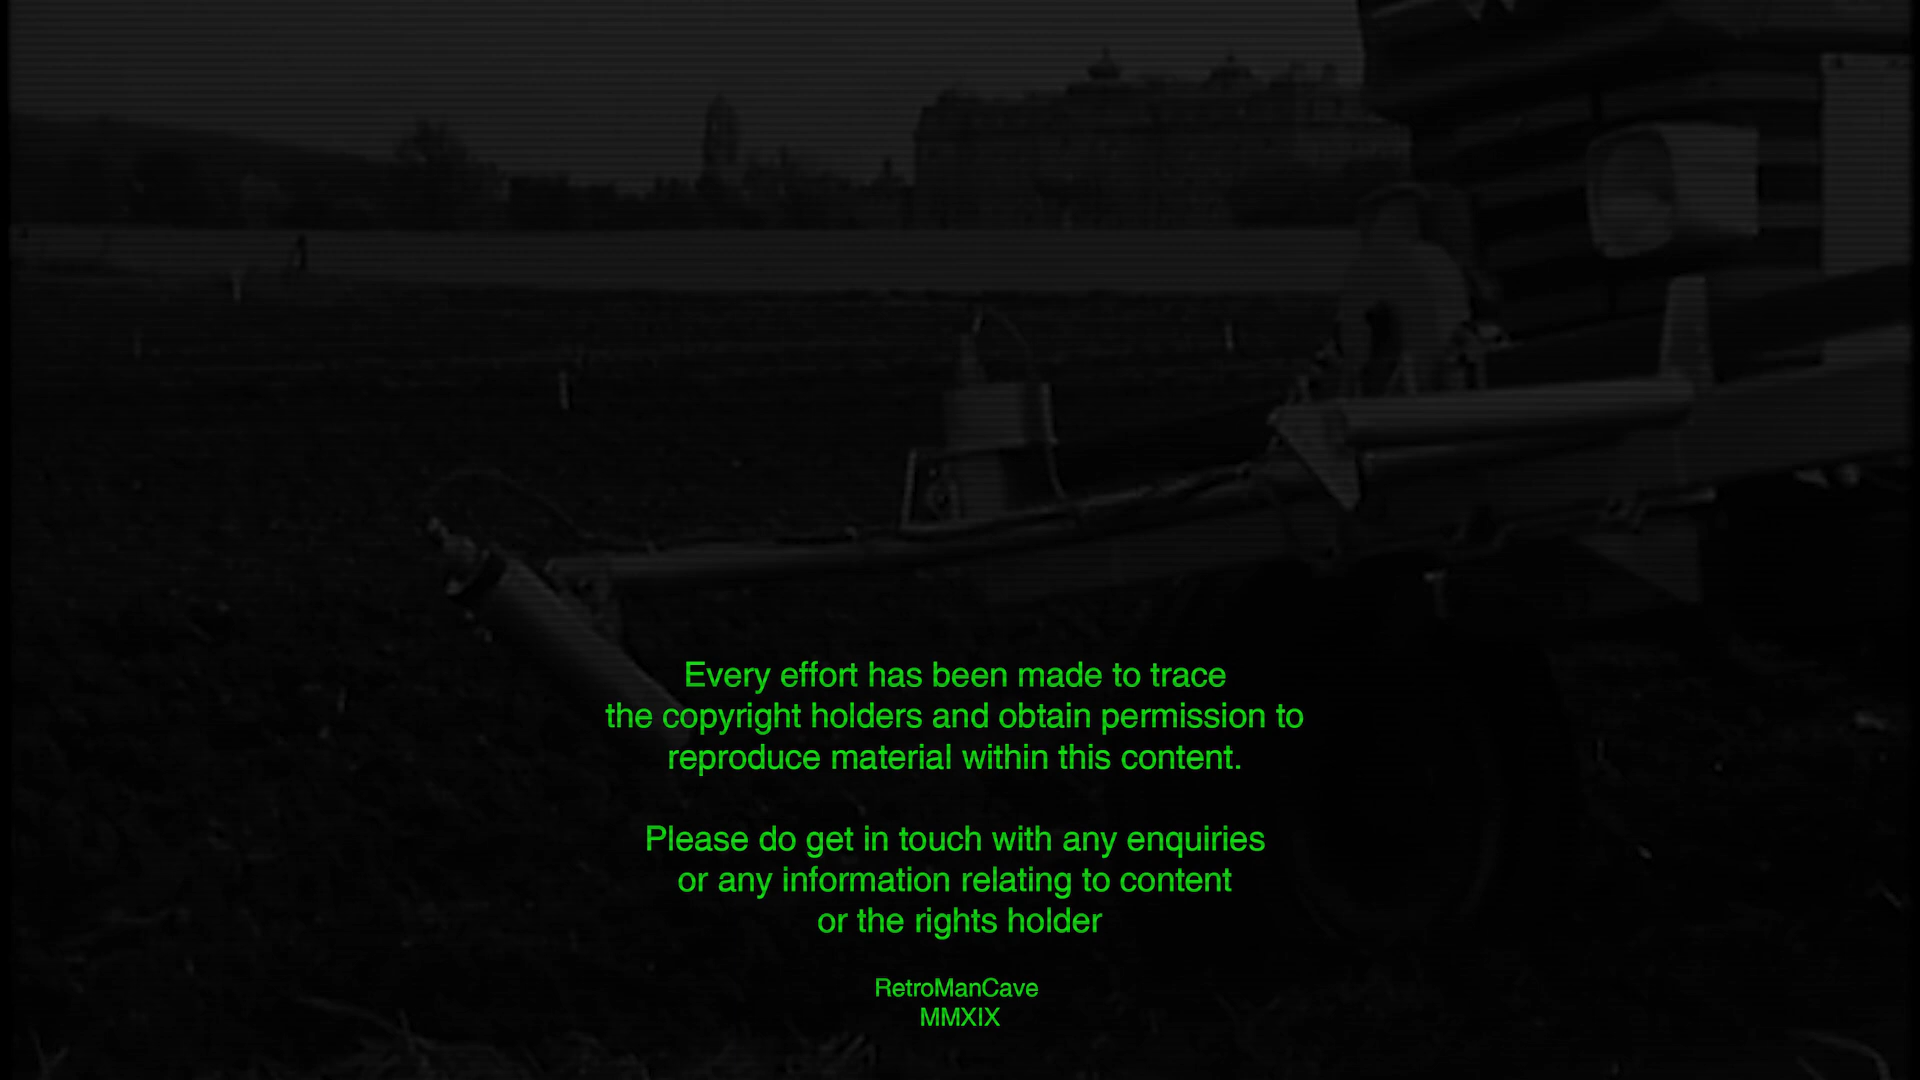 Every effort has been made to trace
the copyright holders and obtain permission to
reproduce material within this content.
Please do get in touch with any enquiries
or any information relating to content
or the rights holder
RetroManCave
MMXIX